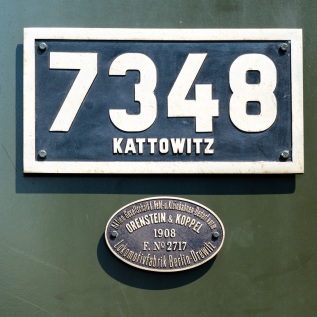 7348
KATTOWITZ
ORENSTEIN & KOPPEL
1908
F. No 2717
Lokomotivfabrik Berlin-Drewitz